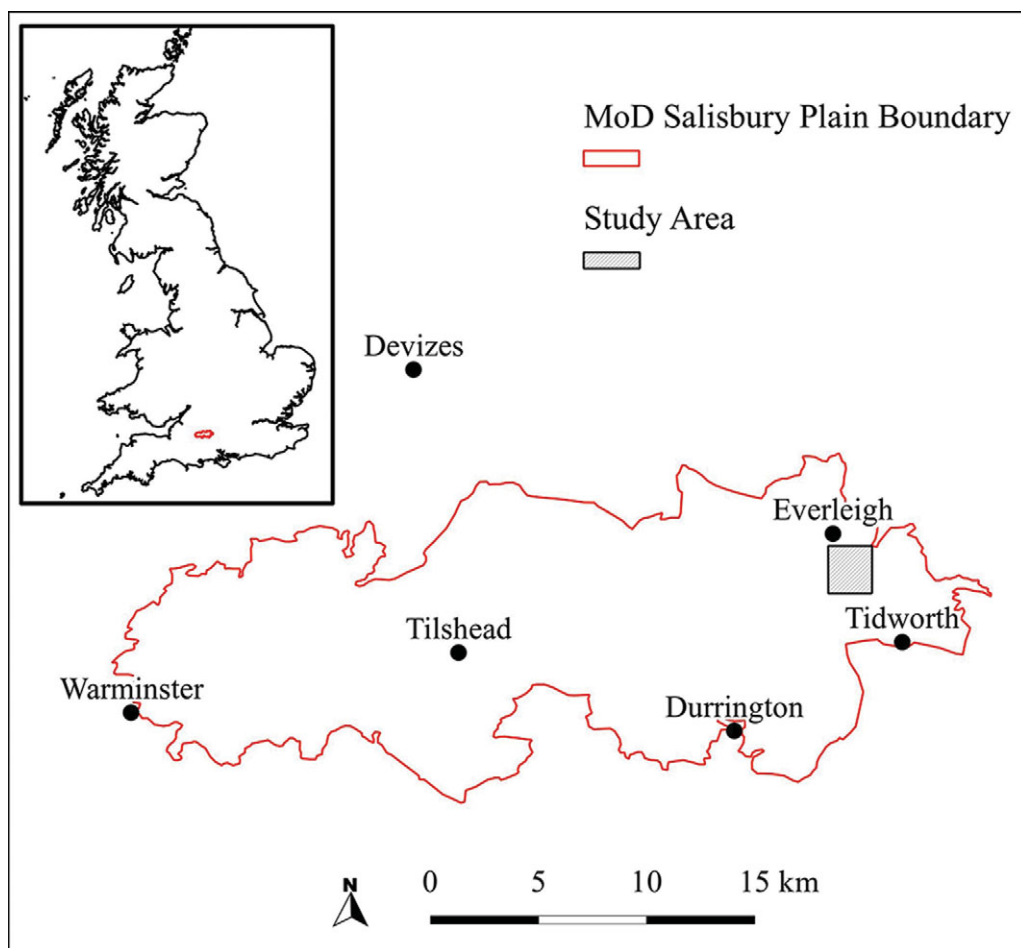 MoD Salisbury Plain Boundary
Study Area
Devizes
Everleigh
Tilshead
Tidworth
Warminster
Durrington
N
0 5 10 15 km